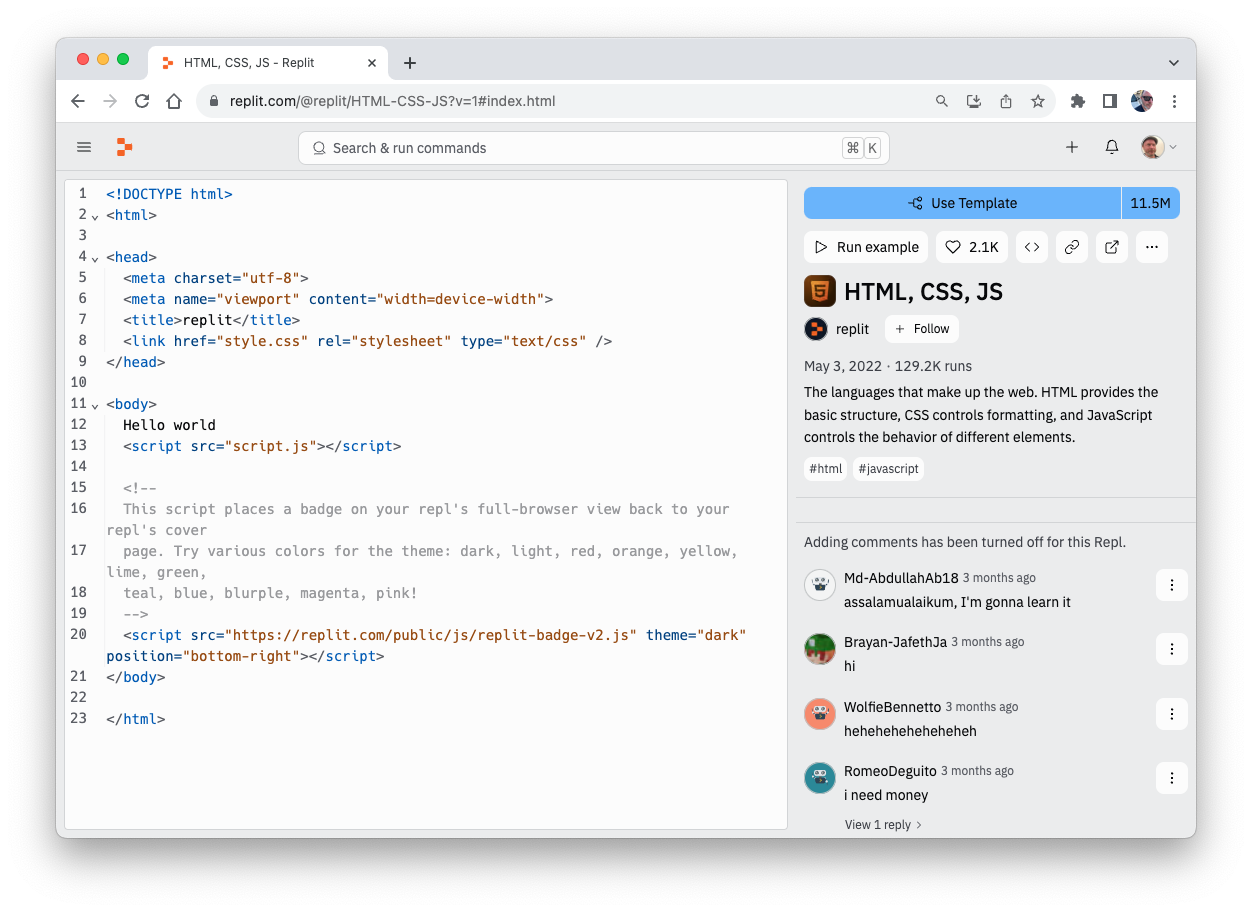 HTML, CSS, JS - Replit
replit.com/@replit/HTML-CSS-JS?v=1#index.html
Search & run commands
⌘ K
1 <!DOCTYPE html>
2 <html>
3
4 <head>
5 <meta charset="utf-8">
6 <meta name="viewport" content="width=device-width">
7 <title>replit</title>
8 <link href="style.css" rel="stylesheet" type="text/css" />
9 </head>
10
11 <body>
12 Hello world
13 <script src="script.js"></script>
14
15 <!--
16 This script places a badge on your repl's full-browser view back to your
repl's cover
17 page. Try various colors for the theme: dark, light, red, orange, yellow,
lime, green,
18 teal, blue, blurple, magenta, pink!
19 -->
20 <script src="https://replit.com/public/js/replit-badge-v2.js" theme="dark"
position="bottom-right"></script>
21 </body>
22
23 </html>
Use Template 11.5M
Run example 2.1K
HTML, CSS, JS
replit + Follow
May 3, 2022 · 129.2K runs
The languages that make up the web. HTML provides the
basic structure, CSS controls formatting, and JavaScript
controls the behavior of different elements.
#html #javascript
Adding comments has been turned off for this Repl.
Md-AbdullahAb18 3 months ago
assalamualaikum, I'm gonna learn it
Brayan-JafethJa 3 months ago
hi
WolfieBennetto 3 months ago
heheheheheheheheh
RomeoDeguito 3 months ago
i need money
View 1 reply